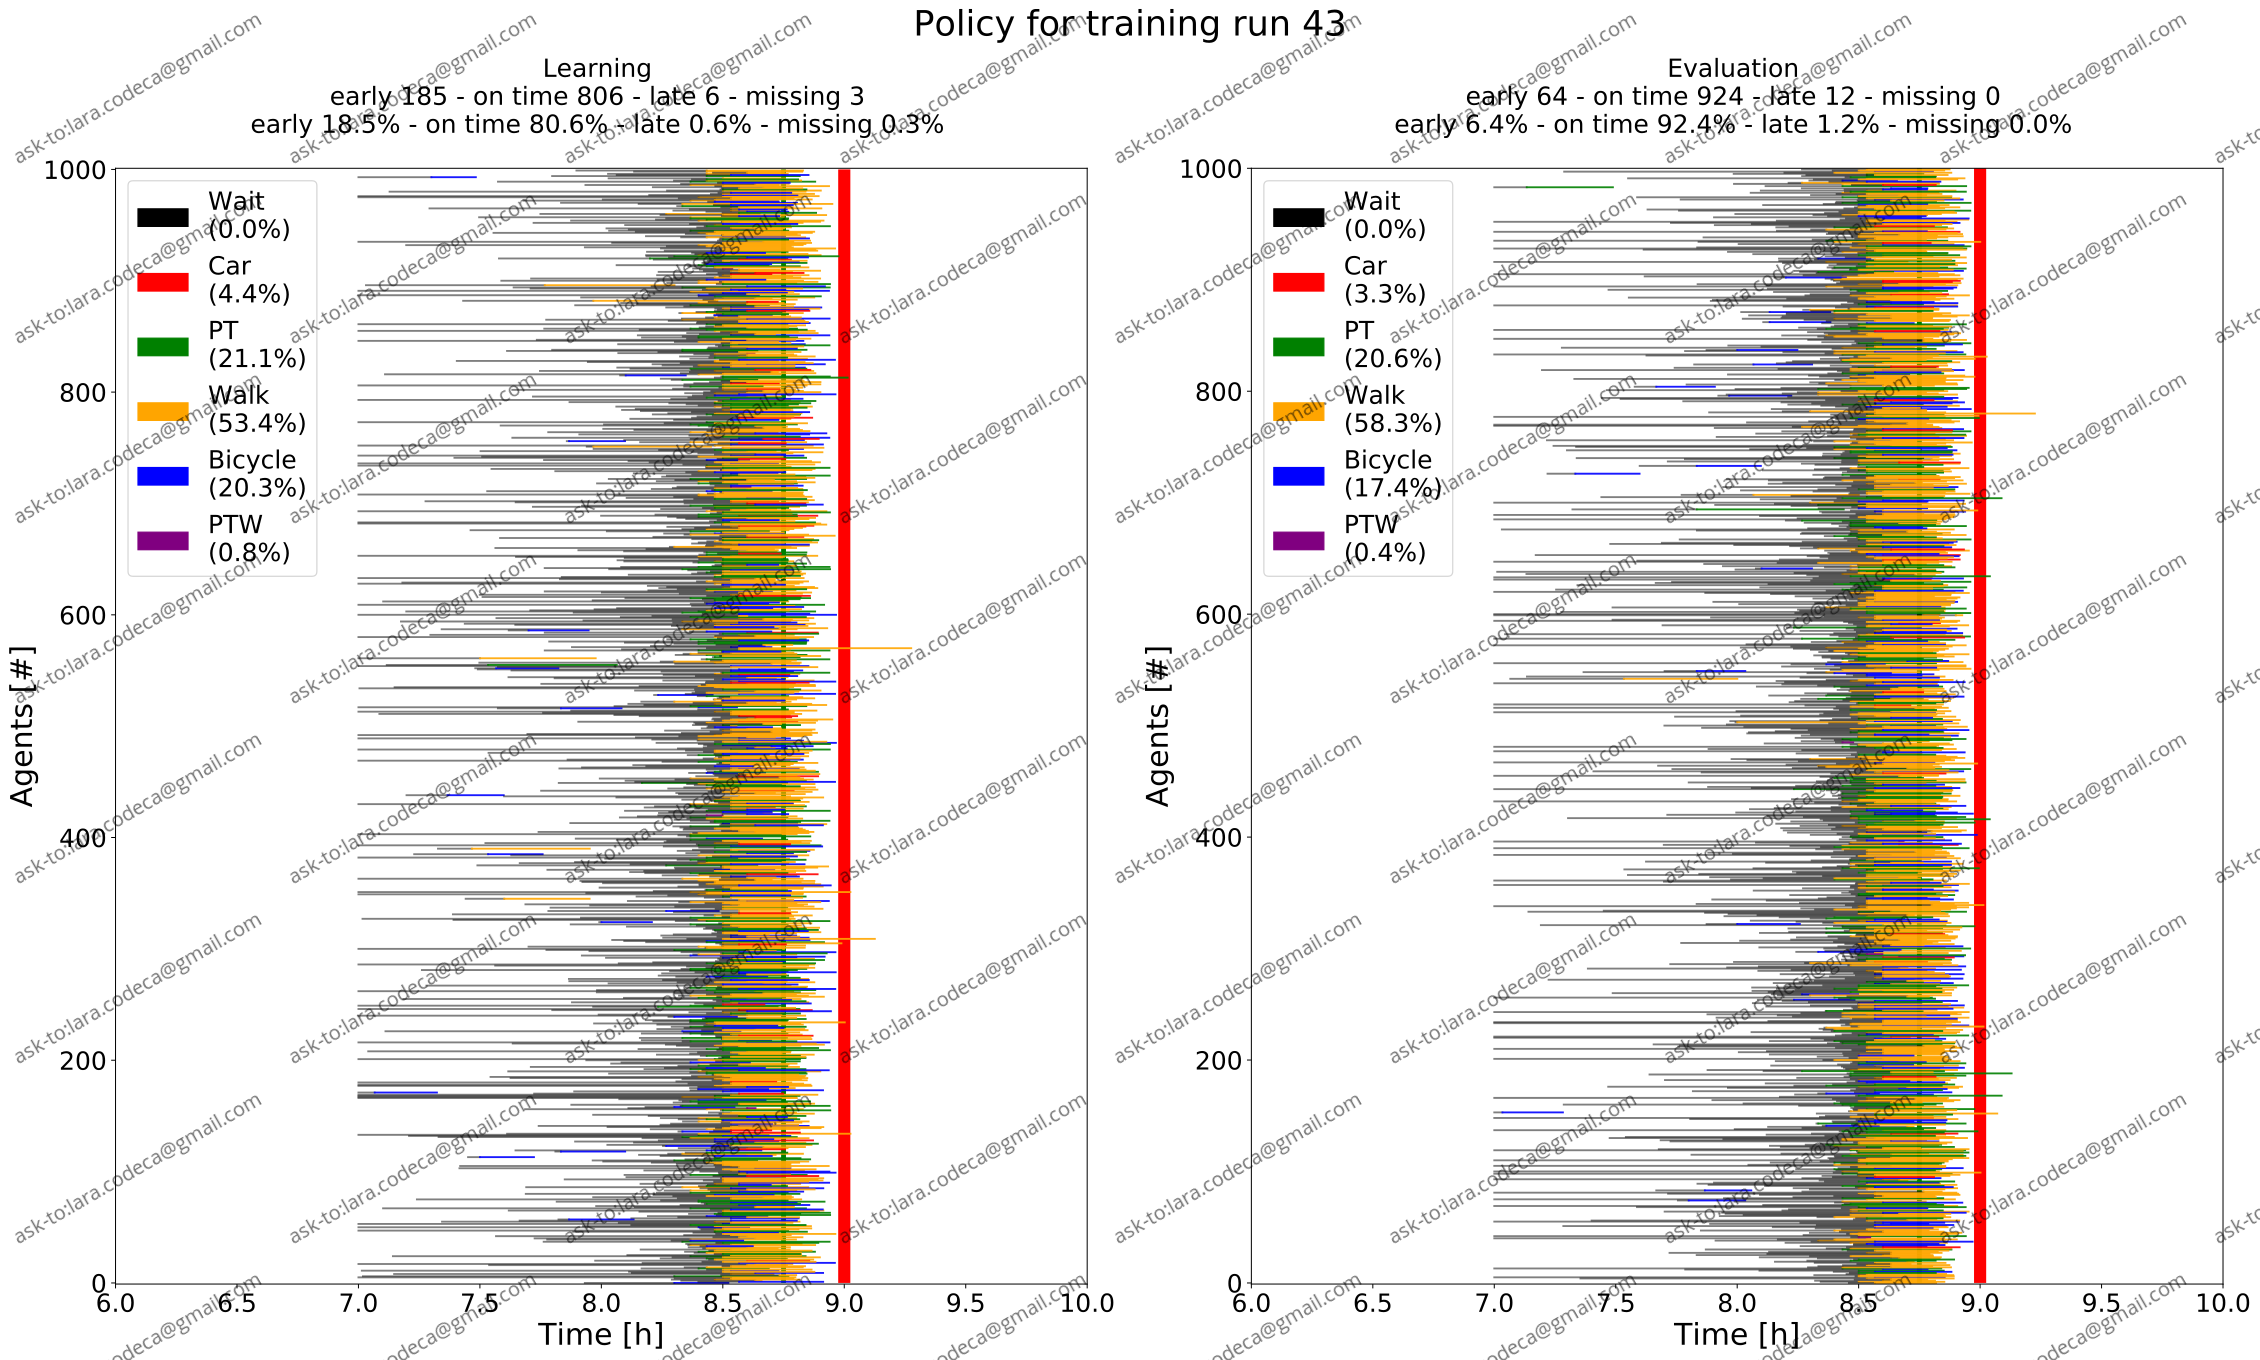 Policy for training run 43
Learning
early 185 - on time 806 - late 6 - missing 3
early 18.5% - on time 80.6% - late 0.6% - missing 0.3%
Wait
(0.0%)
Car
(4.4%)
PT
(21.1%)
Walk
(53.4%)
Bicycle
(20.3%)
PTW
(0.8%)
1000
800
600
400
200
0
Agents [#]
6.0 6.5 7.0 7.5 8.0 8.5 9.0 9.5 10.0
Time [h]
Evaluation
early 64 - on time 924 - late 12 - missing 0
early 6.4% - on time 92.4% - late 1.2% - missing 0.0%
Wait
(0.0%)
Car
(3.3%)
PT
(20.6%)
Walk
(58.3%)
Bicycle
(17.4%)
PTW
(0.4%)
1000
800
600
400
200
0
Agents [#]
6.0 6.5 7.0 7.5 8.0 8.5 9.0 9.5 10.0
Time [h]
ask-to:lara.codeca@gmail.com